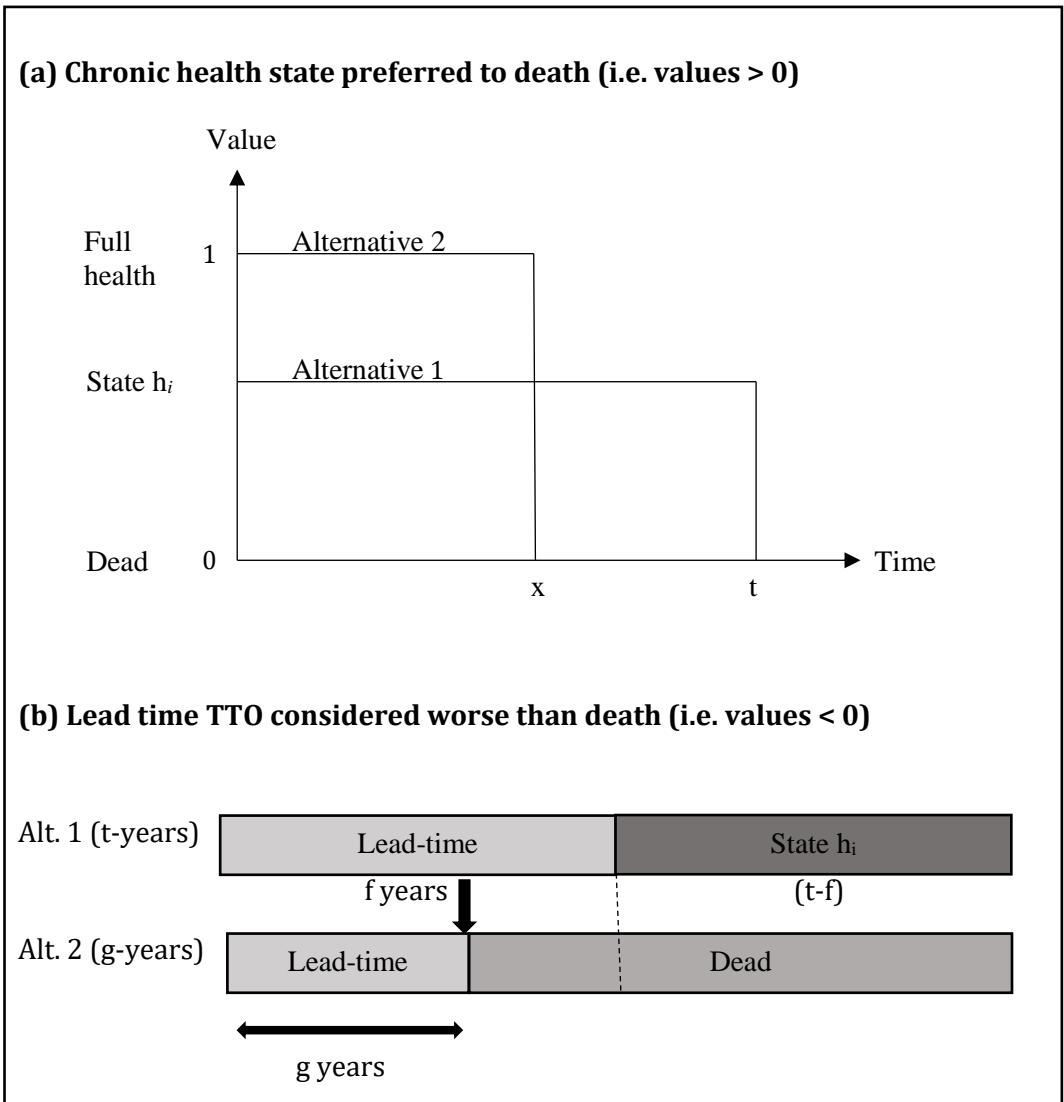 (a) Chronic health state preferred to death (i.e. values > 0)
Value
Full
health
1
Alternative 2
State hᵢ
Alternative 1
Dead
0
Time
x
t
(b) Lead time TTO considered worse than death (i.e. values < 0)
Alt. 1 (t-years)
Lead-time
State hᵢ
f years
(t-f)
Alt. 2 (g-years)
Lead-time
Dead
g years